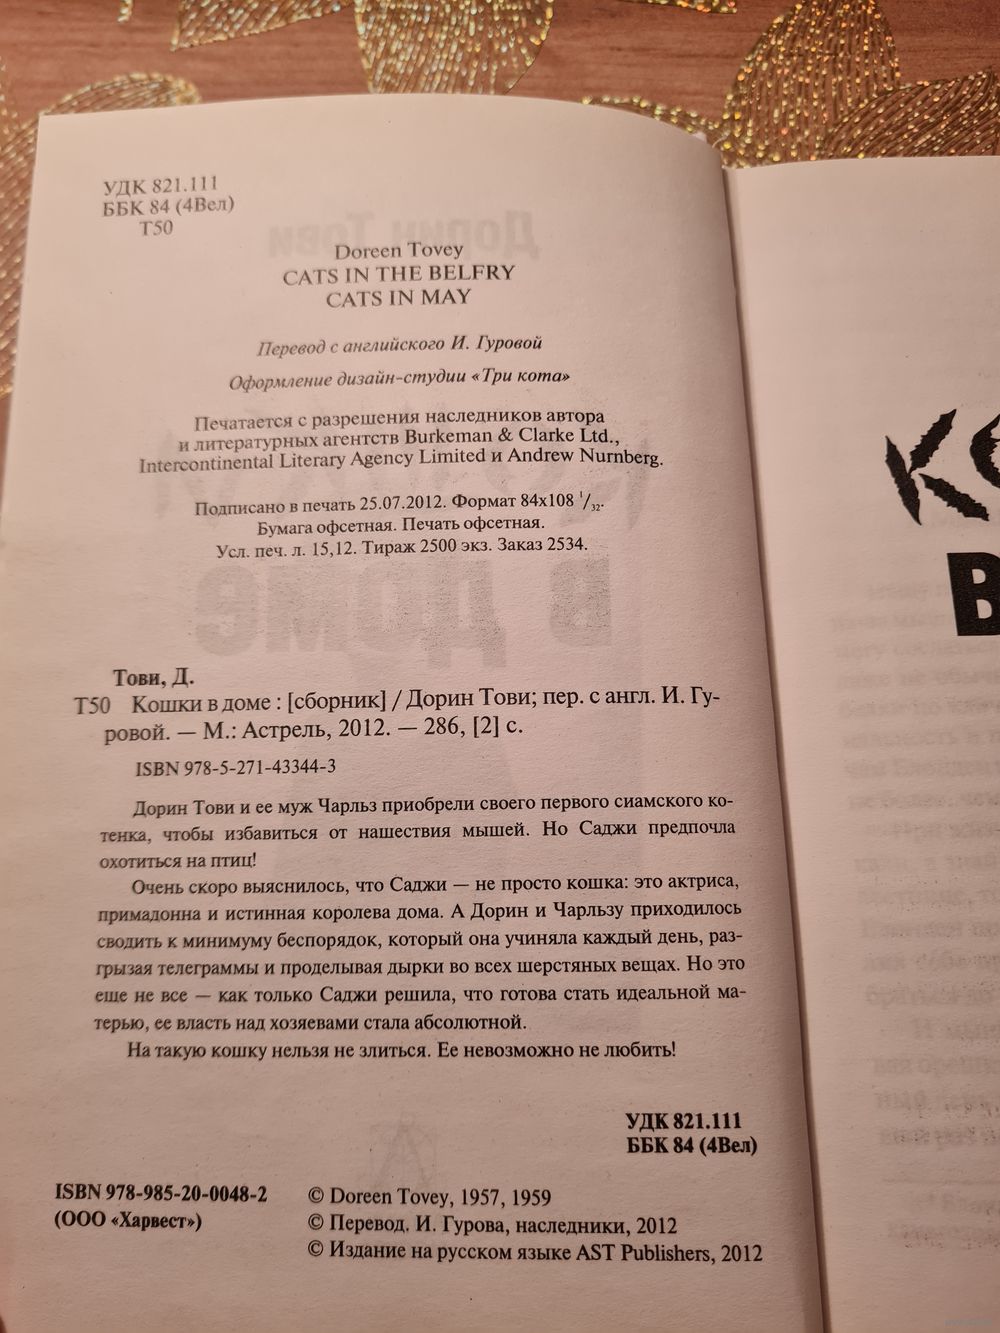 УДК 821.111
ББК 84 (4Вел)
Т50
Doreen Tovey
CATS IN THE BELFRY
CATS IN MAY
Перевод с английского И. Гуровой
Оформление дизайн-студии «Три кота»
Печатается с разрешения наследников автора
и литературных агентств Burkeman & Clarke Ltd.,
Intercontinental Literary Agency Limited и Andrew Nurnberg.
Подписано в печать 25.07.2012. Формат 84х108 1/32.
Бумага офсетная. Печать офсетная.
Усл. печ. л. 15,12. Тираж 2500 экз. Заказ 2534.
Тови, Д.
Т50 Кошки в доме : [сборник] / Дорин Тови; пер. с англ. И. Гу-
ровой. — М.: Астрель, 2012. — 286, [2] с.
ISBN 978-5-271-43344-3
Дорин Тови и ее муж Чарльз приобрели своего первого сиамского ко-
тенка, чтобы избавиться от нашествия мышей. Но Саджи предпочла
охотиться на птиц!
Очень скоро выяснилось, что Саджи — не просто кошка: это актриса,
примадонна и истинная королева дома. А Дорин и Чарльзу приходилось
сводить к минимуму беспорядок, который она учиняла каждый день, раз-
грызая телеграммы и проделывая дырки во всех шерстяных вещах. Но это
еще не все — как только Саджи решила, что готова стать идеальной ма-
терью, ее власть над хозяевами стала абсолютной.
На такую кошку нельзя не злиться. Ее невозможно не любить!
УДК 821.111
ББК 84 (4Вел)
ISBN 978-985-20-0048-2
(ООО «Харвест»)
© Doreen Tovey, 1957, 1959
© Перевод. И. Гурова, наследники, 2012
© Издание на русском языке AST Publishers, 2012